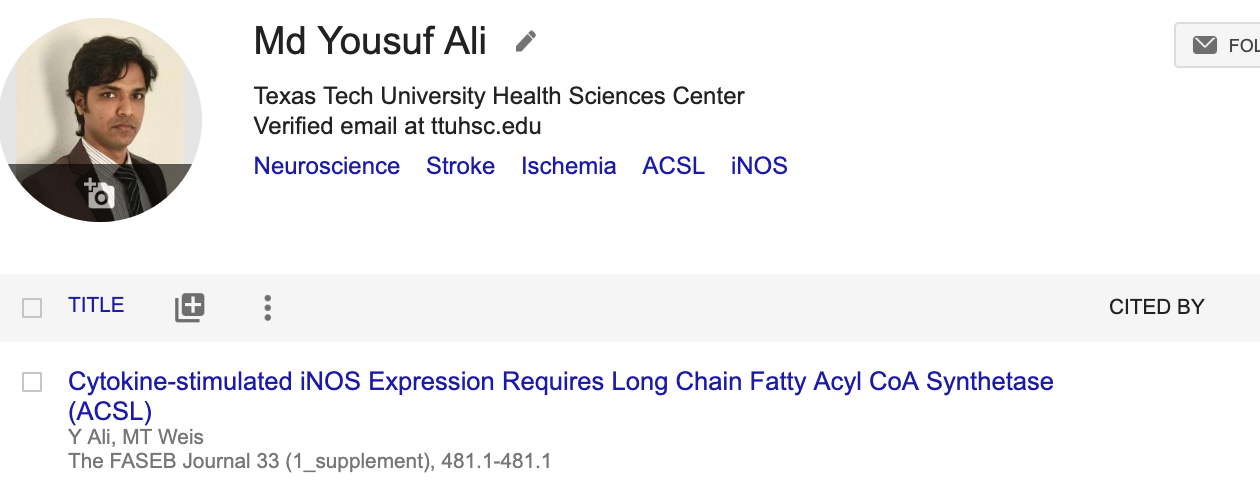 Md Yousuf Ali
FOL
Texas Tech University Health Sciences Center
Verified email at ttuhsc.edu
Neuroscience Stroke Ischemia ACSL iNOS
TITLE CITED BY
Cytokine-stimulated iNOS Expression Requires Long Chain Fatty Acyl CoA Synthetase
(ACSL)
Y Ali, MT Weis
The FASEB Journal 33 (1_supplement), 481.1-481.1